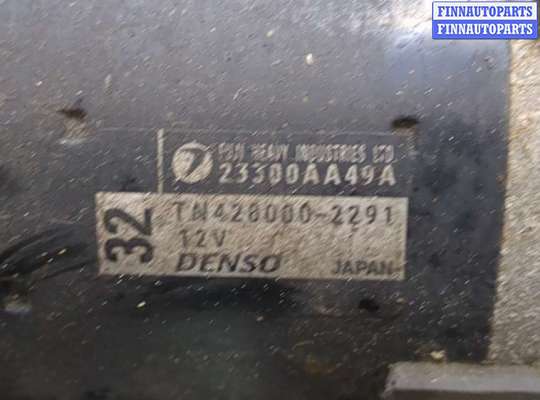 FINNAUTOPARTS
FINNAUTOPARTS
FUJI HEAVY INDUSTRIES LTD.
23300AA49A
32
TN428000-2291
12V
DENSO JAPAN